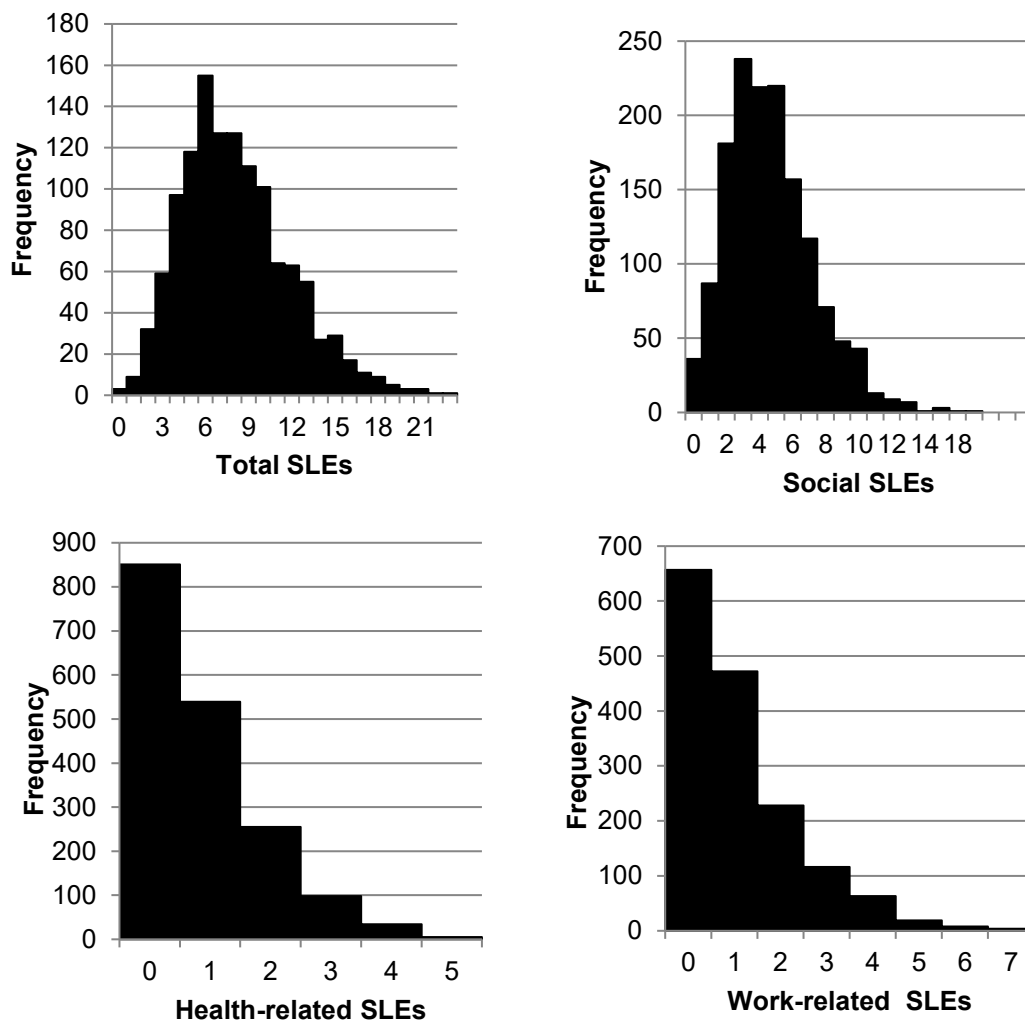 180
160
140
120
100
80
60
40
20
0
Frequency
0 3 6 9 12 15 18 21
Total SLEs
250
200
150
100
50
0
Frequency
0 2 4 6 8 10 12 14 18
Social SLEs
900
800
700
600
500
400
300
200
100
0
Frequency
0 1 2 3 4 5
Health-related SLEs
700
600
500
400
300
200
100
0
Frequency
0 1 2 3 4 5 6 7
Work-related SLEs